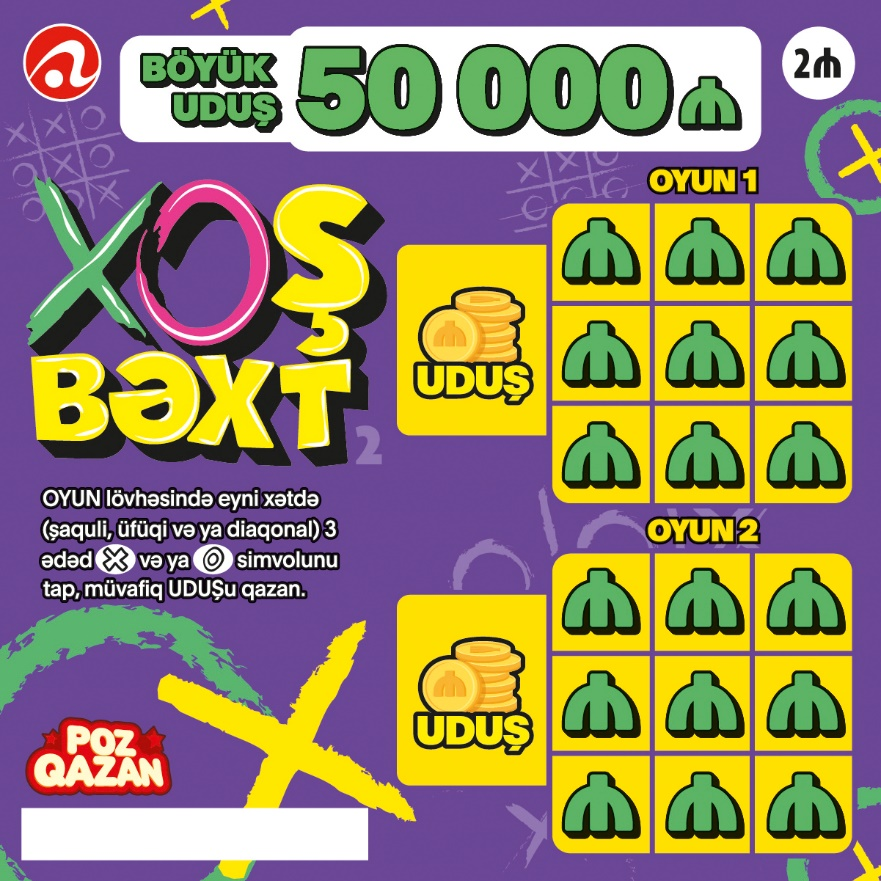 BÖYÜK
UDUŞ
50 000 ₼
2₼
XOŞ
BƏXT
2
OYUN lövhəsində eyni xətdə
(şaquli, üfüqi və ya diaqonal) 3
ədəd X və ya O simvolunu
tap, müvafiq UDUŞu qazan.
POZ
QAZAN
OYUN 1
UDUŞ
₼ ₼ ₼
₼ ₼ ₼
₼ ₼ ₼
OYUN 2
UDUŞ
₼ ₼ ₼
₼ ₼ ₼
₼ ₼ ₼